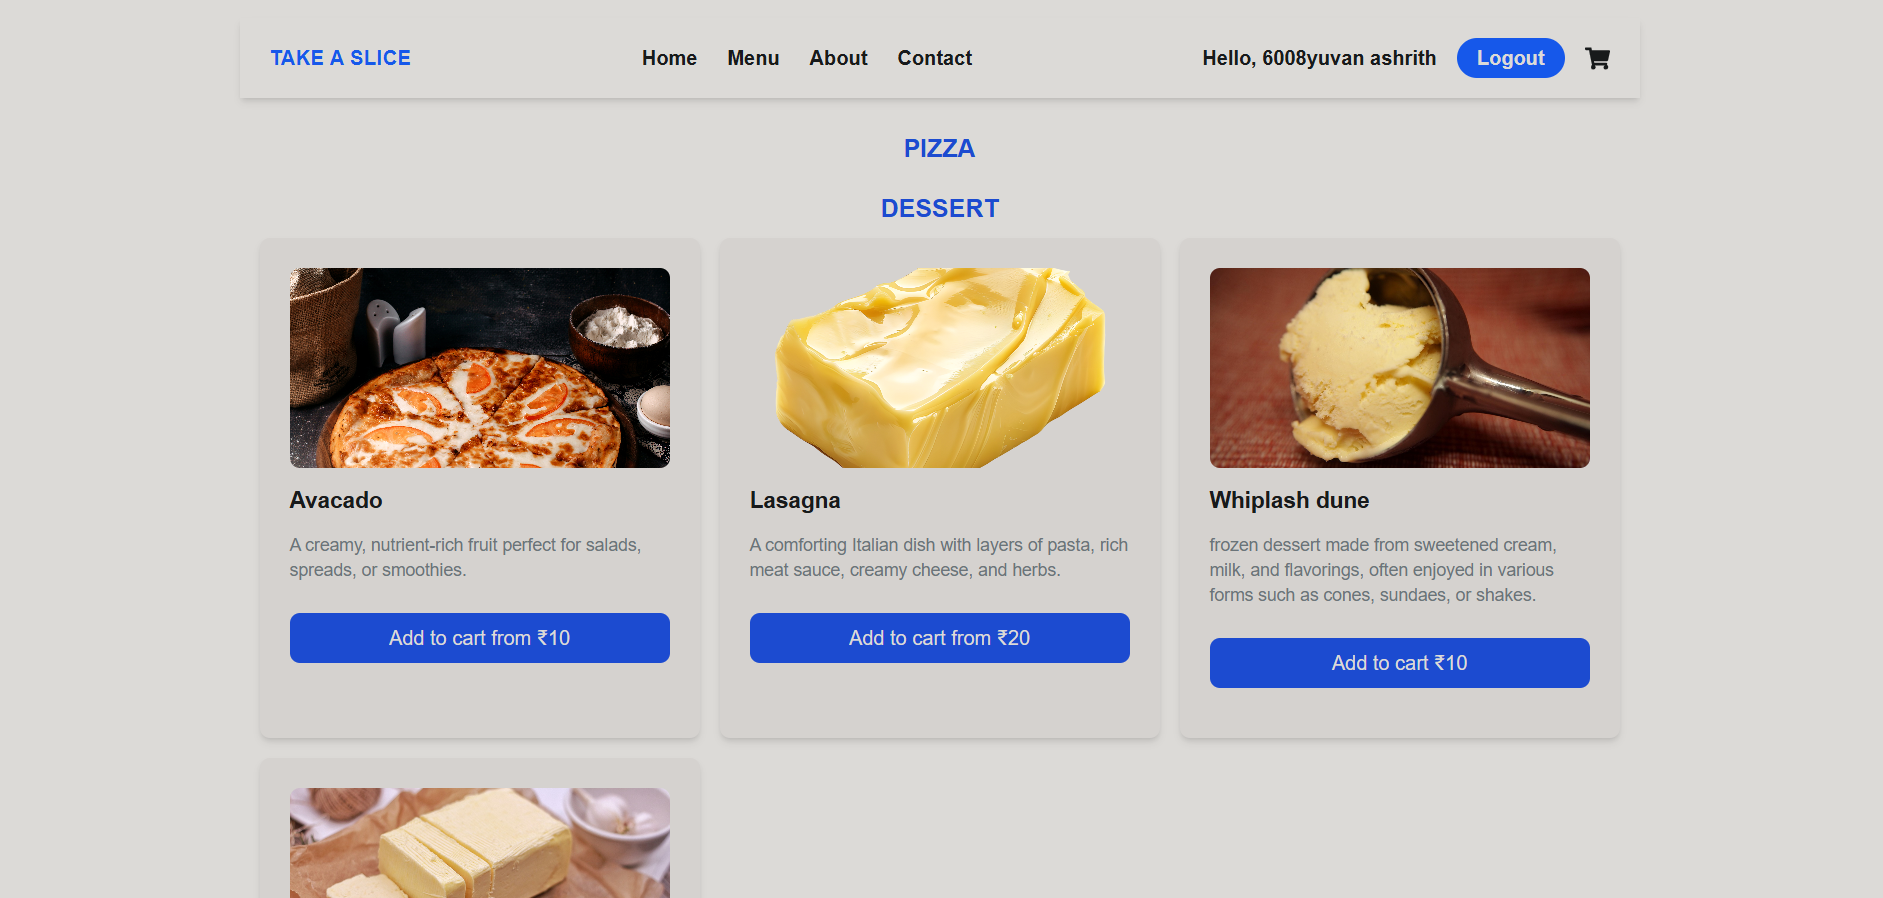 TAKE A SLICE
Home Menu About Contact
Hello, 6008yuvan ashrith Logout
PIZZA
DESSERT
Avacado
A creamy, nutrient-rich fruit perfect for salads,
spreads, or smoothies.
Add to cart from ₹10
Lasagna
A comforting Italian dish with layers of pasta, rich
meat sauce, creamy cheese, and herbs.
Add to cart from ₹20
Whiplash dune
frozen dessert made from sweetened cream,
milk, and flavorings, often enjoyed in various
forms such as cones, sundaes, or shakes.
Add to cart ₹10